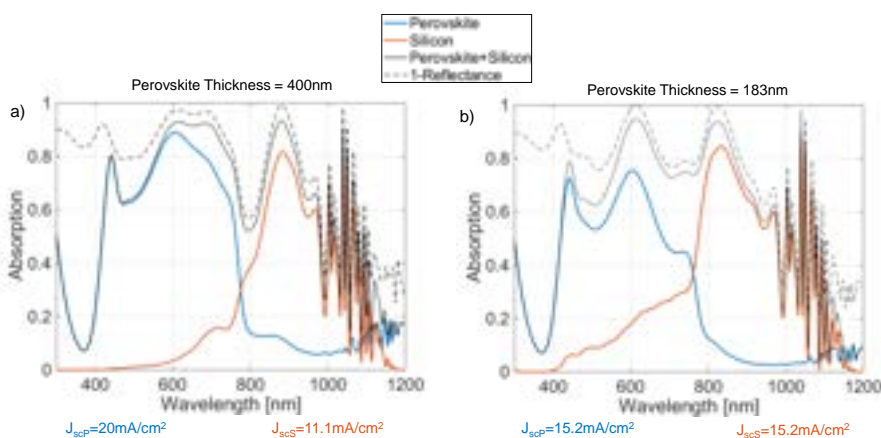 Perovskite
Silicon
Perovskite+Silicon
1-Reflectance
Perovskite Thickness = 400nm
a)
1
0.8
0.6
0.4
0.2
0
Absorption
400
600
800
1000
1200
Wavelength [nm]
JscP=20mA/cm²
JscS=11.1mA/cm²
Perovskite Thickness = 183nm
b)
1
0.8
0.6
0.4
0.2
0
Absorption
400
600
800
1000
1200
Wavelength [nm]
JscP=15.2mA/cm²
JscS=15.2mA/cm²